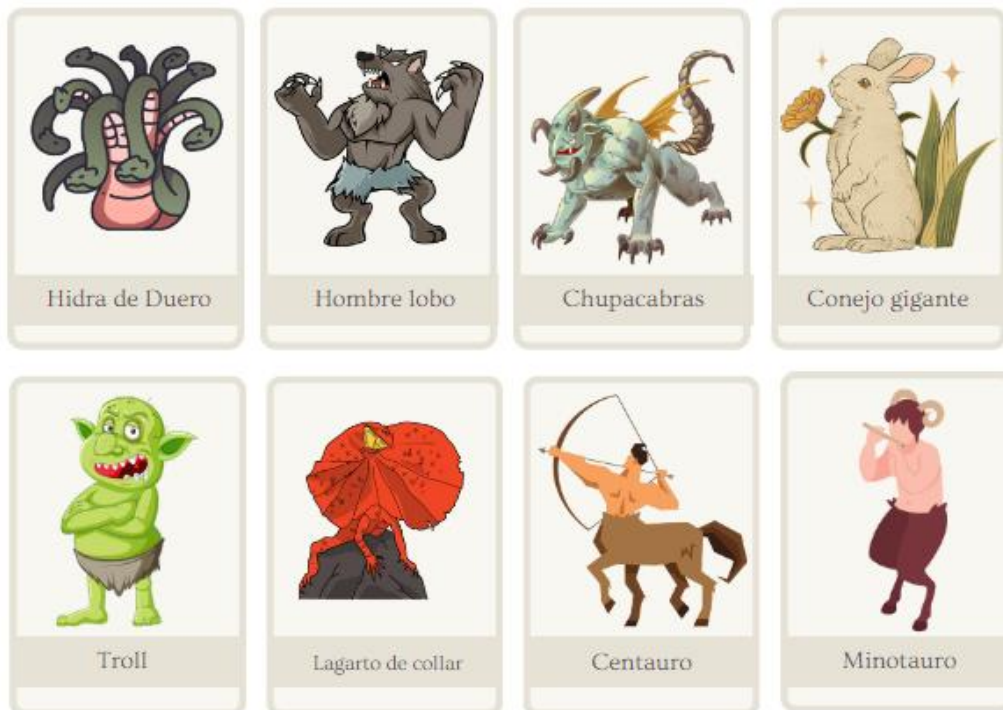 Hidra de Duero
Hombre lobo
Chupacabras
Conejo gigante
Troll
Lagarto de collar
Centauro
Minotauro